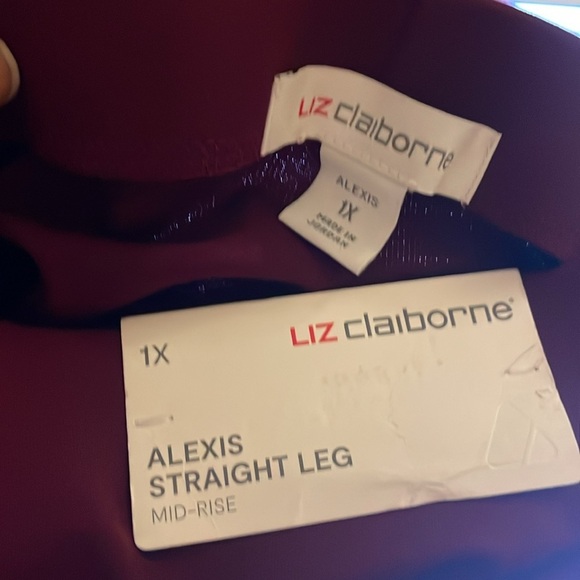 LIZ claiborne
ALEXIS
1X
MADE IN
JORDAN
1X
LIZ claiborne
ALEXIS
STRAIGHT LEG
MID-RISE